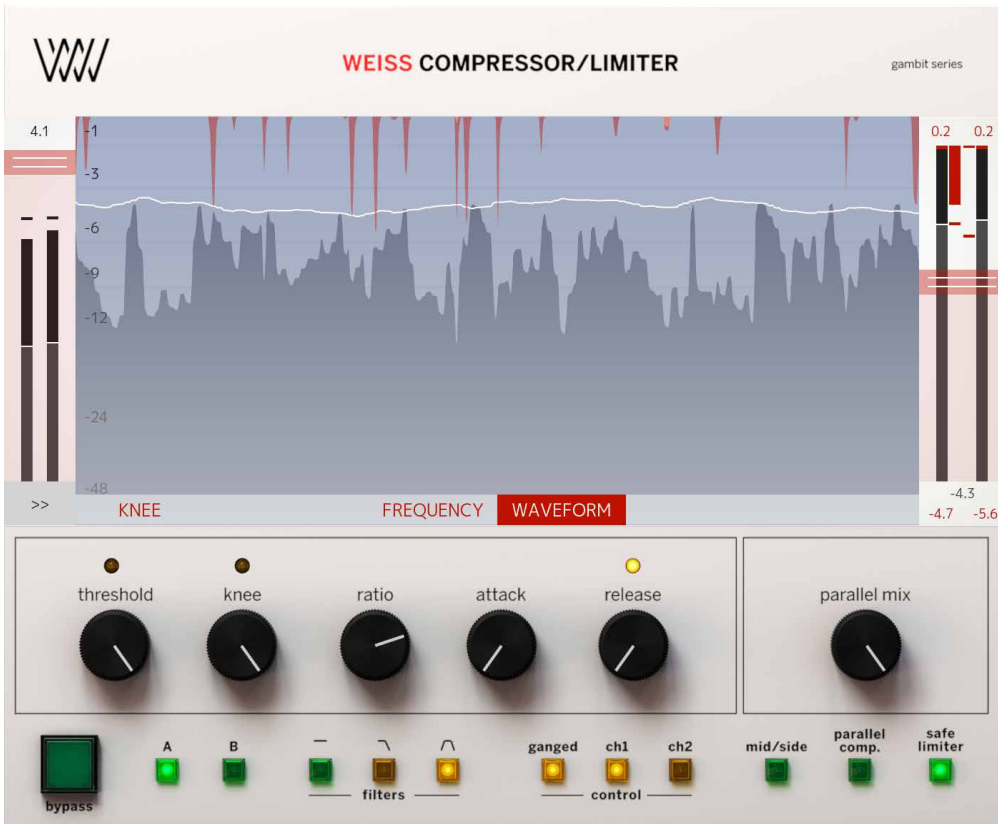 WEISS COMPRESSOR/LIMITER
gambit series
4.1
-1
-3
-6
-9
-12
-24
-48
0.2 0.2
>>
KNEE FREQUENCY WAVEFORM
-4.3
-4.7 -5.6
threshold knee ratio attack release parallel mix
A B ganged ch1 ch2 mid/side parallel comp. safe limiter
bypass filters control